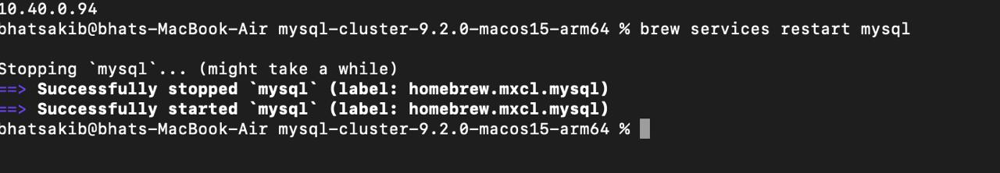 10.40.0.94
bhatsakib@bhats-MacBook-Air mysql-cluster-9.2.0-macos15-arm64 % brew services restart mysql
Stopping `mysql`... (might take a while)
==> Successfully stopped `mysql` (label: homebrew.mxcl.mysql)
==> Successfully started `mysql` (label: homebrew.mxcl.mysql)
bhatsakib@bhats-MacBook-Air mysql-cluster-9.2.0-macos15-arm64 %